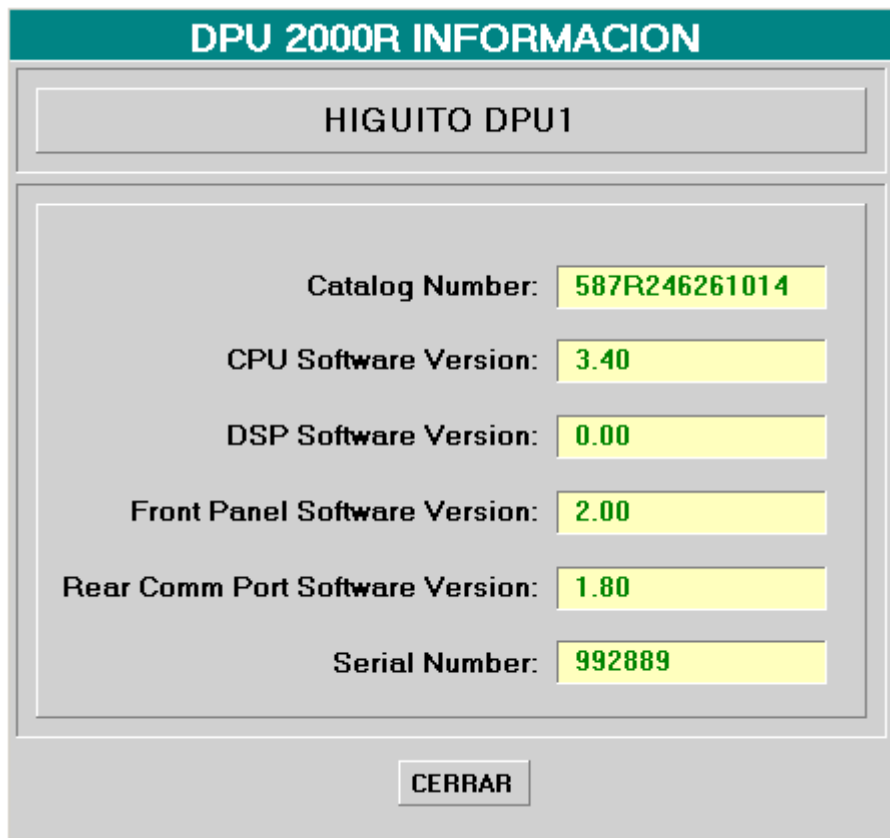 DPU 2000R INFORMACION
HIGUITO DPU1
Catalog Number: 587R246261014
CPU Software Version: 3.40
DSP Software Version: 0.00
Front Panel Software Version: 2.00
Rear Comm Port Software Version: 1.80
Serial Number: 992889
CERRAR